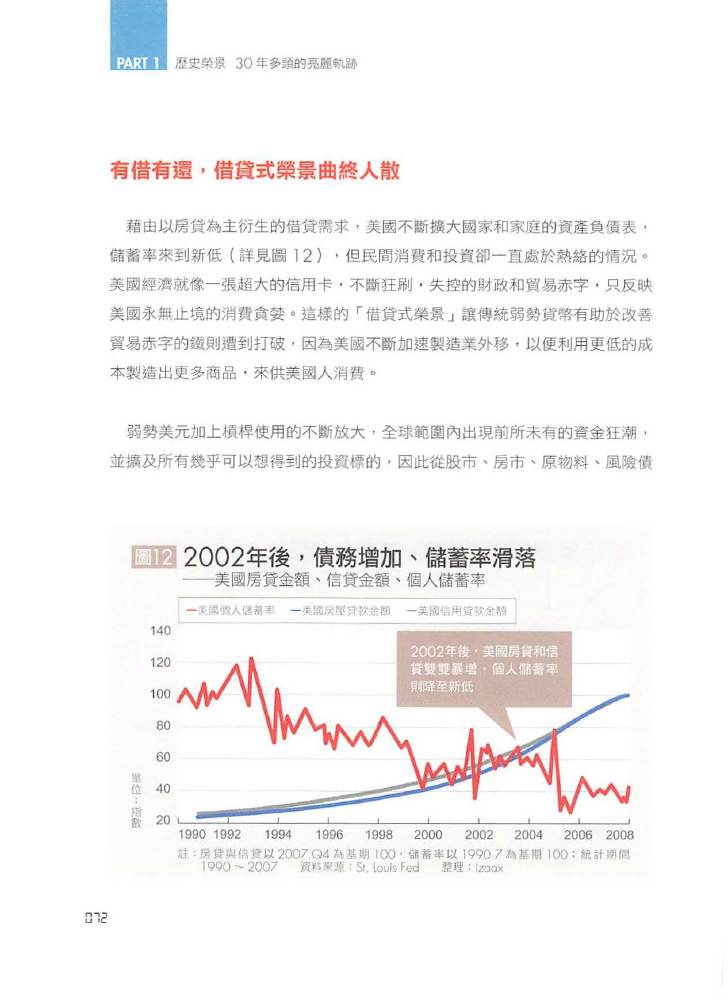 PART 1 歷史榮景 30年多頭的亮麗軌跡
有借有還，借貸式榮景曲終人散
藉由以房貸為主衍生的借貸需求，美國不斷擴大國家和家庭的資產負債表，
儲蓄率來到新低（詳見圖12），但民間消費和投資卻一直處於熱絡的情況。
美國經濟就像一張超大的信用卡，不斷狂刷，失控的財政和貿易赤字，只反映
美國永無止境的消費貪婪。這樣的「借貸式榮景」讓傳統弱勢貨幣有助於改善
貿易赤字的鐵則遭到打破，因為美國不斷加速製造業外移，以便利用更低的成
本製造出更多商品，來供美國人消費。
弱勢美元加上槓桿使用的不斷放大，全球範圍內出現前所未有的資金狂潮，
並擴及所有幾乎可以想得到的投資標的，因此從股市、房市、原物料、風險債
圖12 2002年後，債務增加、儲蓄率滑落
──美國房貸金額、信貸金額、個人儲蓄率
美國個人儲蓄率 美國房屋貸款金額 美國信用貸款金額
2002年後，美國房貸和信
貸雙雙暴增，個人儲蓄率
則降至新低
140
120
100
80
60
40
20
單位：指數
1990 1992 1994 1996 1998 2000 2002 2004 2006 2008
註：房貸與信貸以2007.Q4為基期100，儲蓄率以1990.7為基期100；統計期間
1990～2007 資料來源：St. Louis Fed 整理：izaax
072